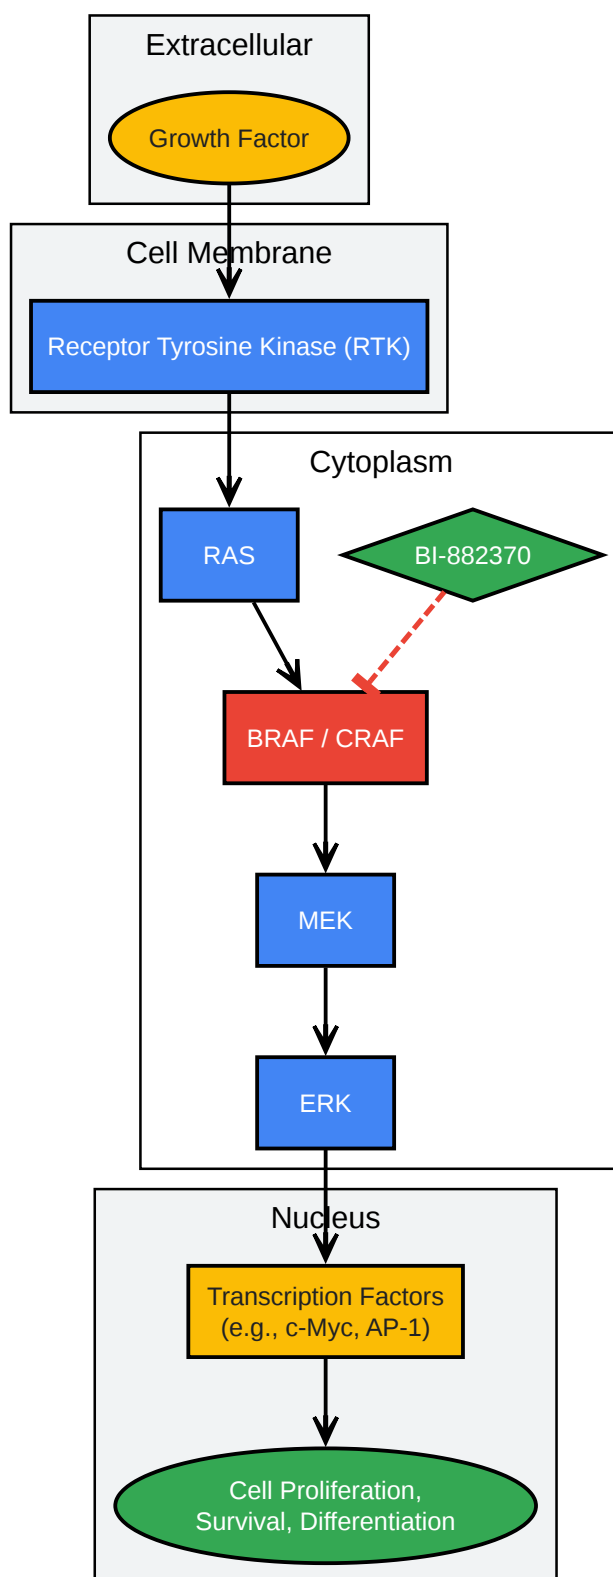 Extracellular
Growth Factor
Cell Membrane
Receptor Tyrosine Kinase (RTK)
Cytoplasm
RAS
BI-882370
BRAF / CRAF
MEK
ERK
Nucleus
Transcription Factors
(e.g., c-Myc, AP-1)
Cell Proliferation,
Survival, Differentiation